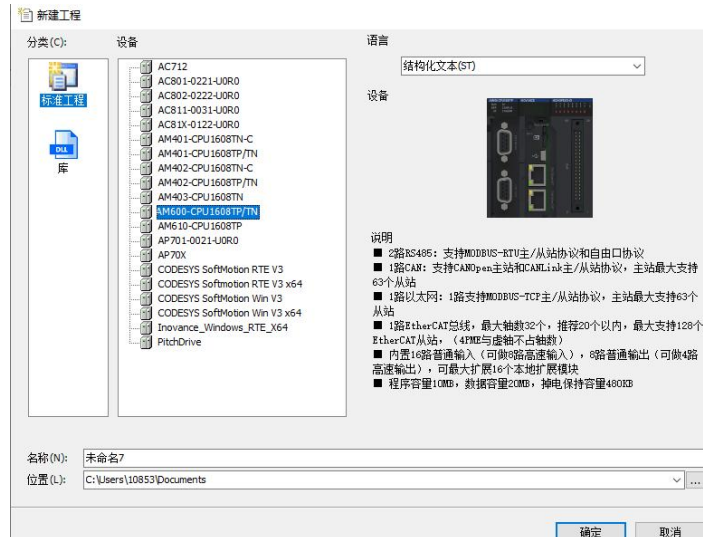 新建工程
分类(C):
设备
语言
标准工程
库
AC712
AC801-0221-U0R0
AC802-0222-U0R0
AC811-0031-U0R0
AC81X-0122-U0R0
AM401-CPU1608TN-C
AM401-CPU1608TP/TN
AM402-CPU1608TN-C
AM402-CPU1608TP/TN
AM403-CPU1608TN
AM600-CPU1608TP/TN
AM610-CPU1608TP
AP701-0021-U0R0
AP70X
CODESYS SoftMotion RTE V3
CODESYS SoftMotion RTE V3 x64
CODESYS SoftMotion Win V3
CODESYS SoftMotion Win V3 x64
Inovance_Windows_RTE_X64
PitchDrive
结构化文本(ST)
设备
说明
■ 2路RS485: 支持MODBUS-RTU主/从站协议和自由口协议
■ 1路CAN: 支持CANOpen主站和CANLink主/从站协议, 主站最大支持
63个从站
■ 1路以太网: 1路支持MODBUS-TCP主/从站协议, 主站最大支持63个
从站
■ 1路EtherCAT总线, 最大轴数32个, 推荐20个以内, 最大支持128个
EtherCAT从站, (4PME与虚轴不占轴数)
■ 内置16路普通输入(可做8路高速输入), 8路普通输出(可做4路
高速输出), 可最大扩展16个本地扩展模块
■ 程序容量10MB, 数据容量20MB, 掉电保持容量480KB
名称(N):
未命名7
位置(L):
C:\Users\10853\Documents
...
确定
取消